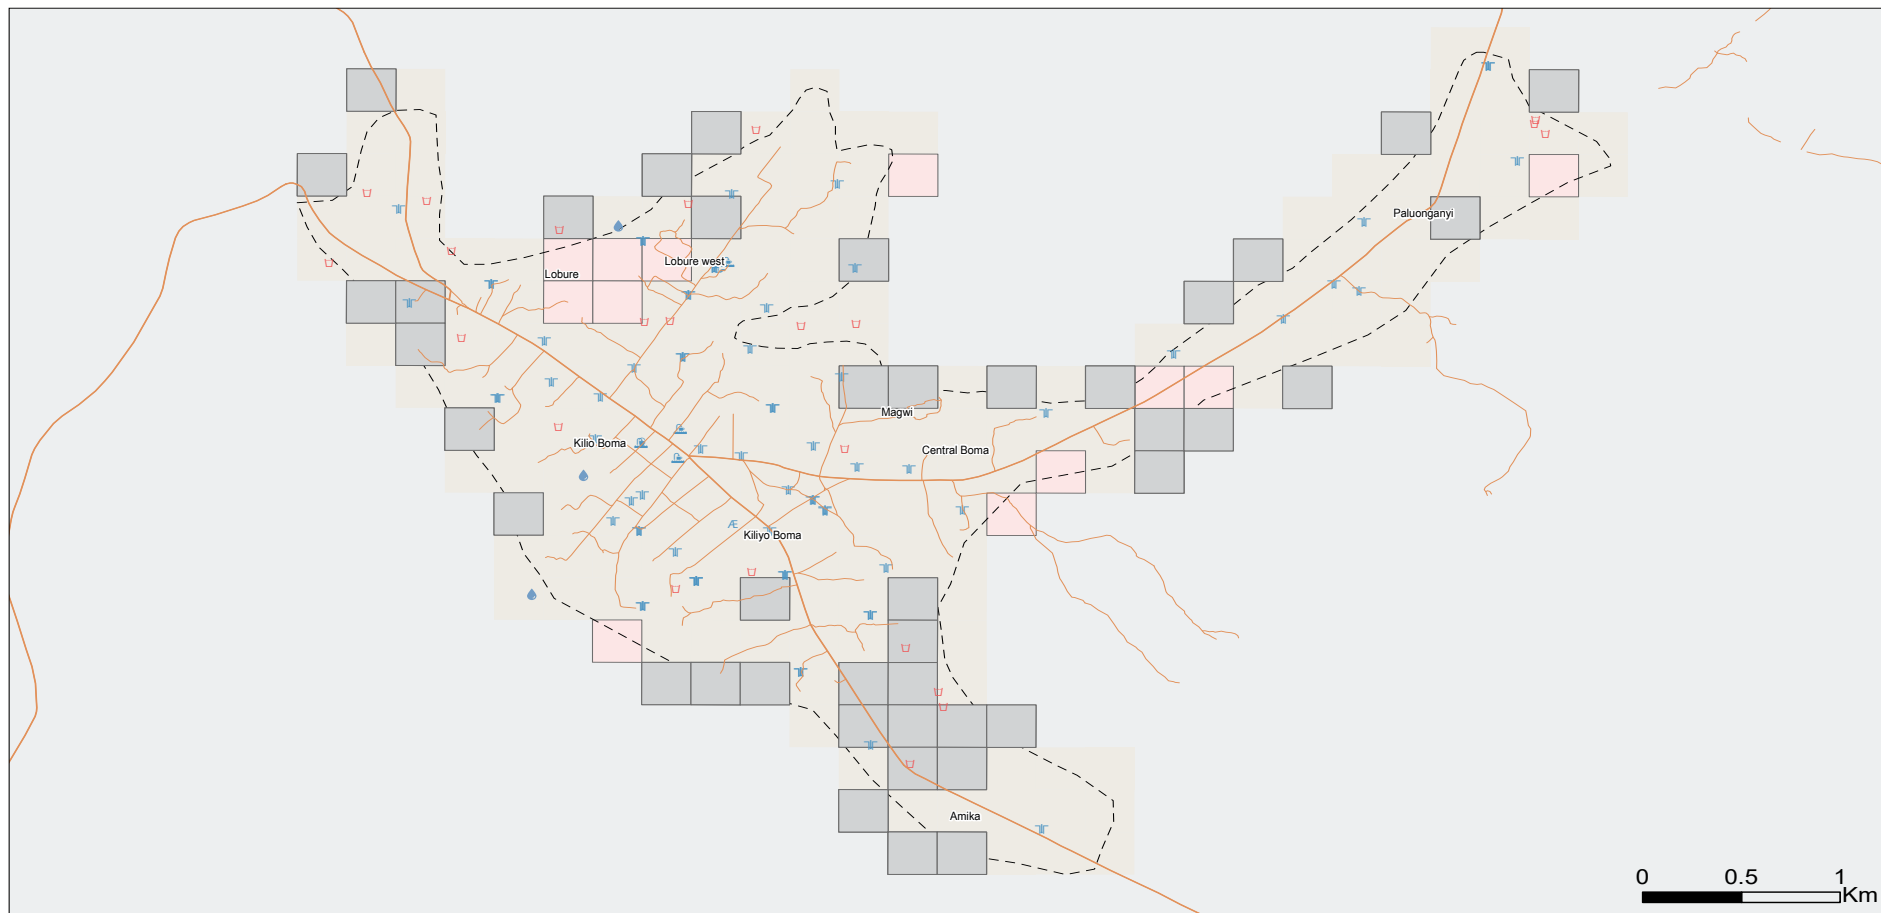 Paluonganyi
Lobure west
Lobure
Magwi
Kilio Boma
Central Boma
Æ
Kiliyo Boma
Amika
0 0.5 1
Km